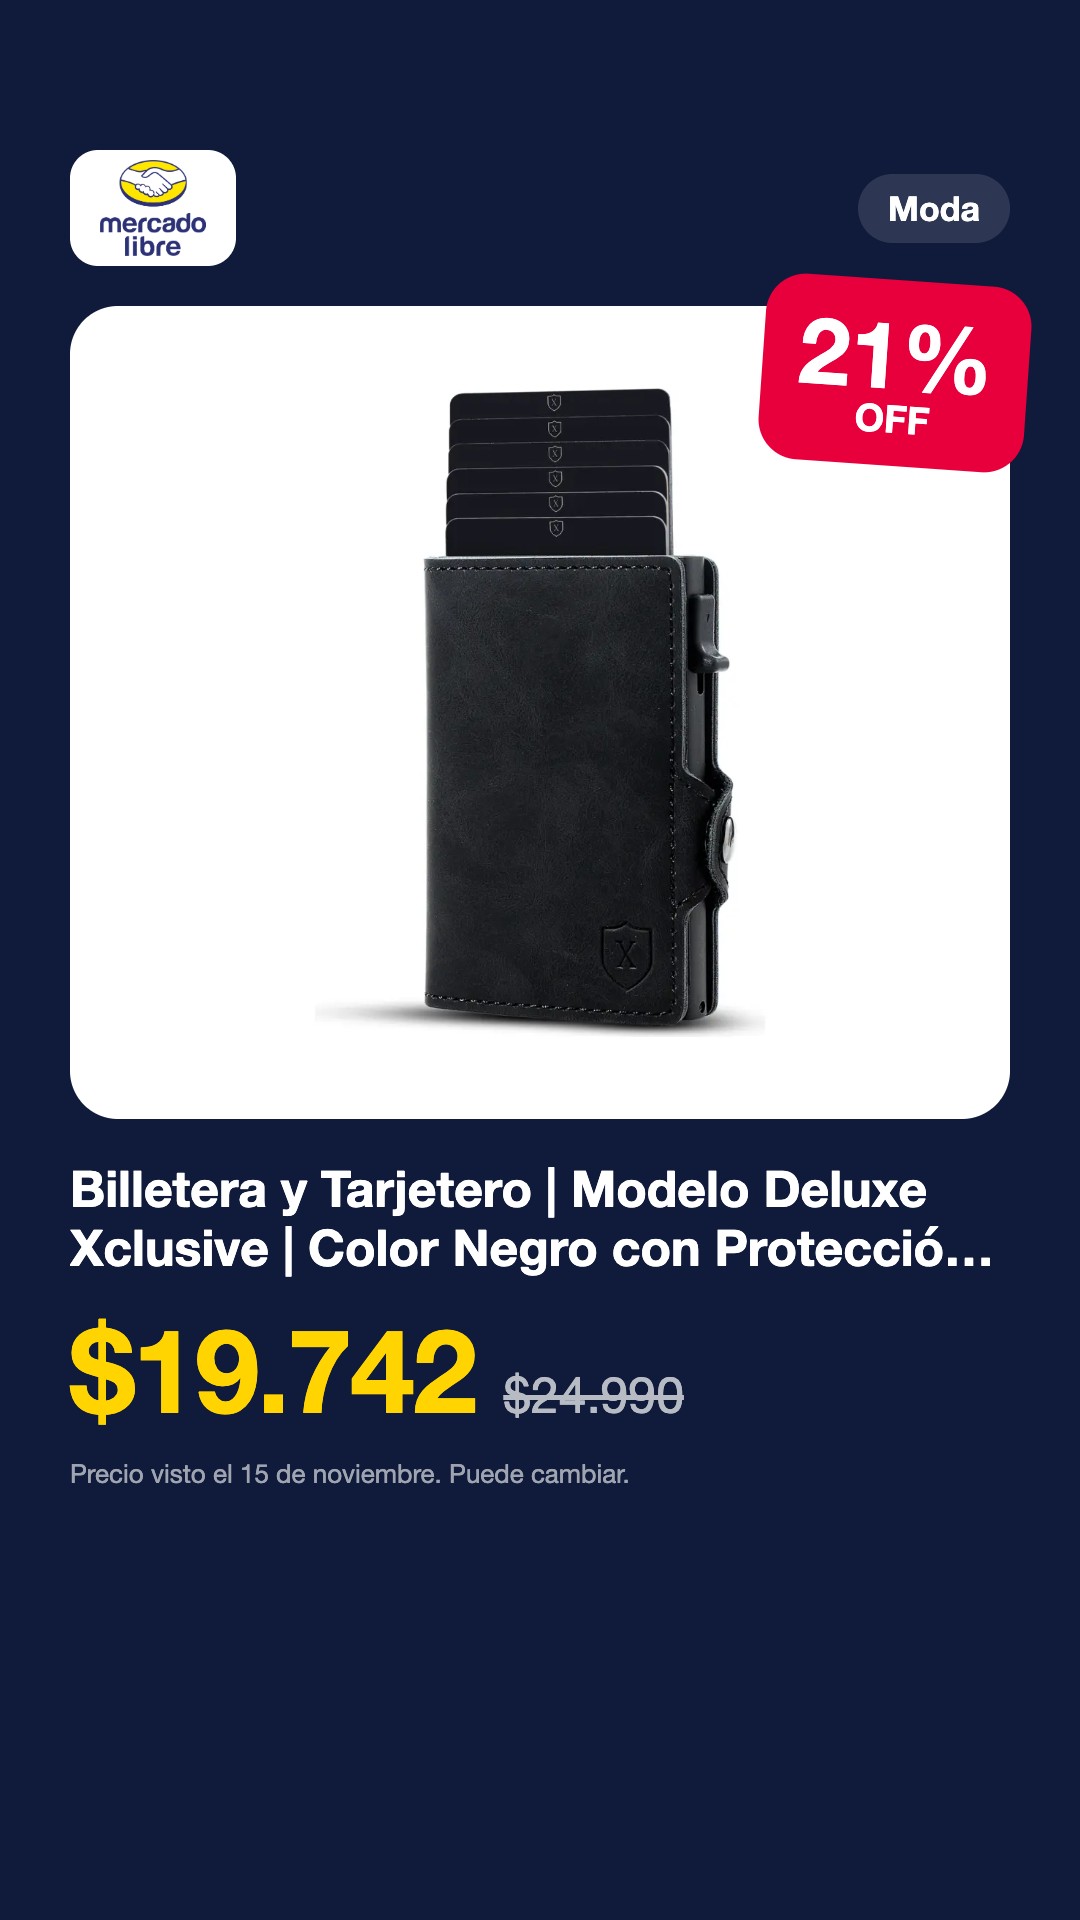 mercado
libre
Moda
21%
OFF
X
X
X
X
X
X
X
Billetera y Tarjetero | Modelo Deluxe
Xclusive | Color Negro con Protecció...
$19.742 $24.990
Precio visto el 15 de noviembre. Puede cambiar.